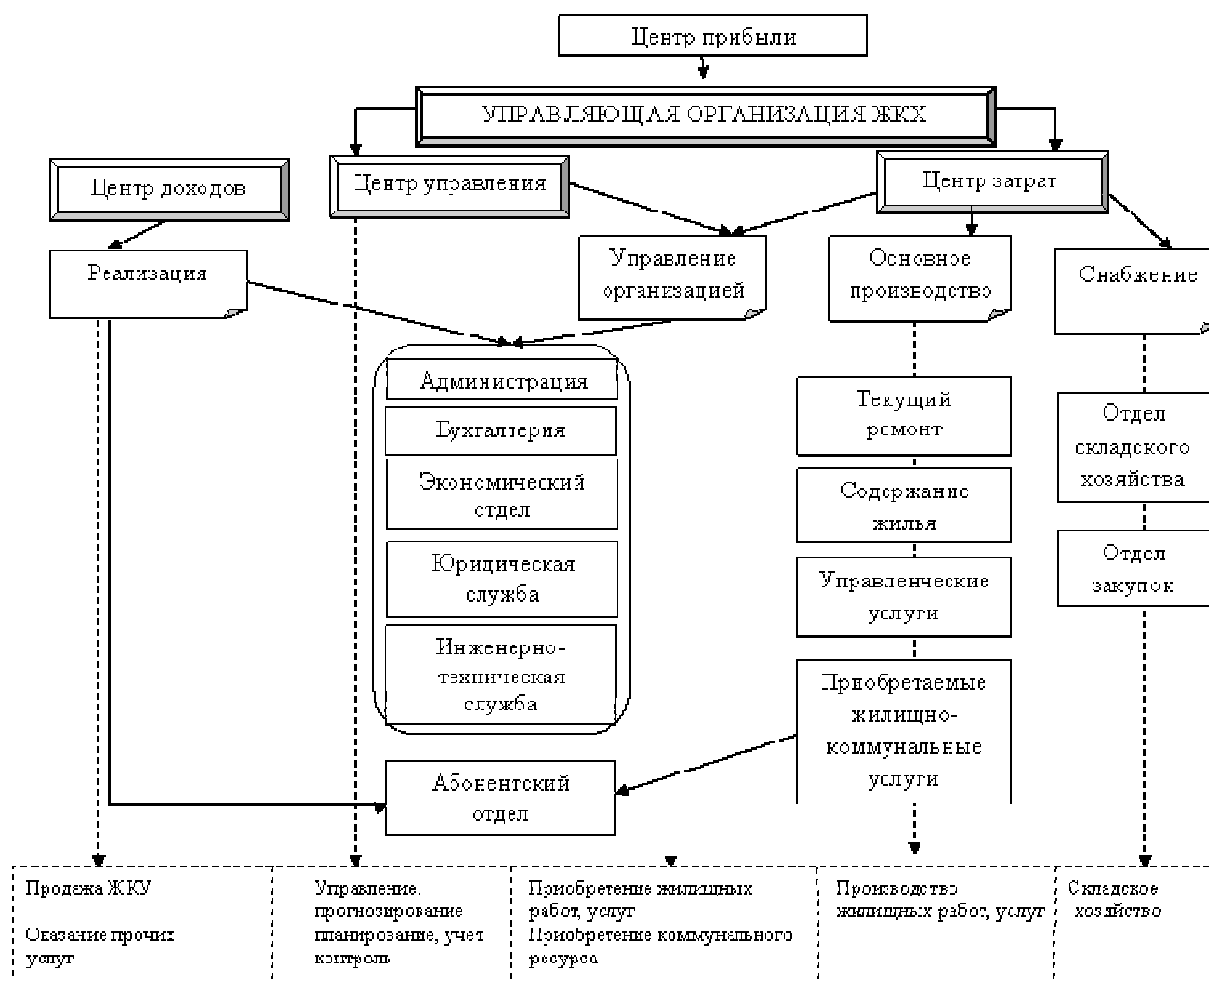 Центр прибыли
УПРАВЛЯЮЩАЯ ОРГАНИЗАЦИЯ ЖКХ
Центр доходов
Центр управления
Центр затрат
Реализация
Управление
организацией
Основное
производство
Снабжение
Администрация
Бухгалтерия
Экономический
отдел
Юридическая
служба
Инженерно-
техническая
служба
Абонентский
отдел
Текущий
ремонт
Содержание
жилья
Управленческие
услуги
Приобретаемые
жилищно-
коммунальные
услуги
Отдел
складского
хозяйства
Отдел
закупок
Продажа ЖКУ
Оказание прочих
услуг
Управление,
прогнозирование
планирование, учет
контроль
Приобретение жилищных
работ, услуг
Приобретение коммунального
ресурса
Производство
жилищных работ, услуг
Складское
хозяйство